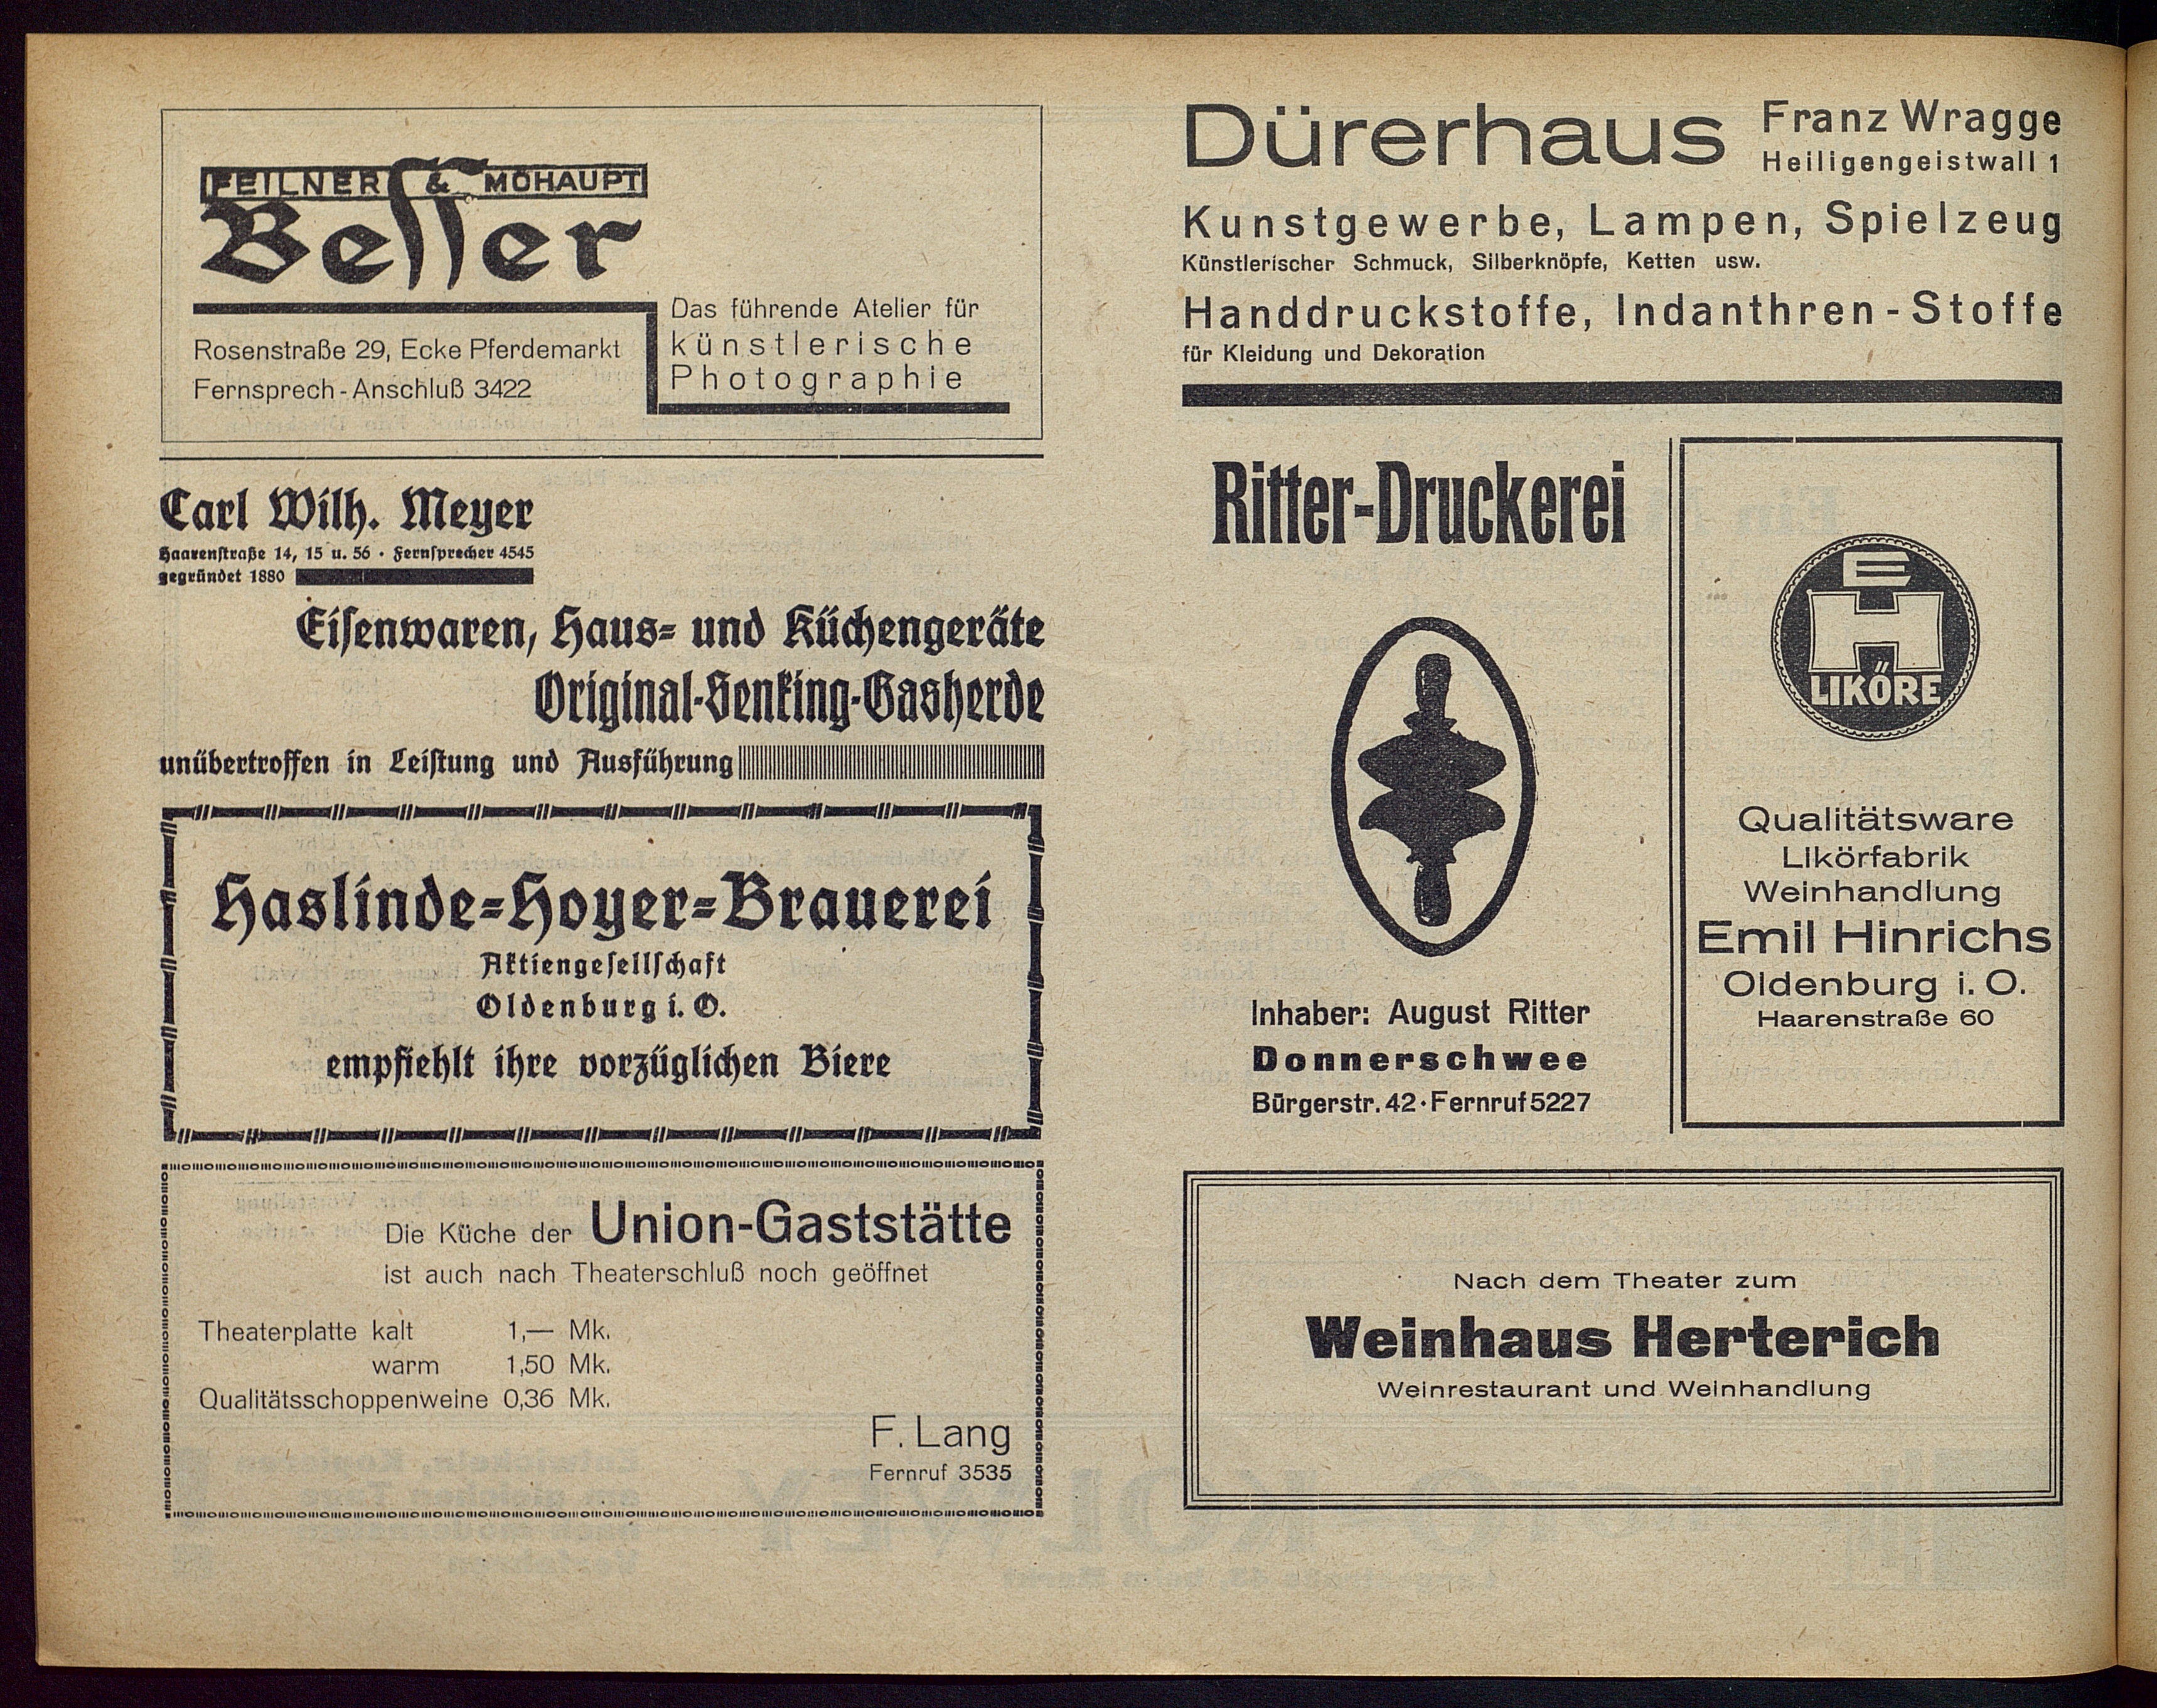 FEILNER & MOHAUPT
Besser
Rosenstraße 29, Ecke Pferdemarkt
Fernsprech-Anschluß 3422
Das führende Atelier für
künstlerische
Photographie
Carl Wilh. Meyer
Haarenstraße 14, 15 u. 56 · Fernsprecher 4545
gegründet 1880
Eisenwaren, Haus- und Küchengeräte
Original-Senking-Gasherde
unübertroffen in Leistung und Ausführung
Haslinde-Hoyer-Brauerei
Aktiengesellschaft
Oldenburg i. O.
empfiehlt ihre vorzüglichen Biere
Die Küche der Union-Gaststätte
ist auch nach Theaterschluß noch geöffnet
Theaterplatte kalt 1,— Mk.
warm 1,50 Mk.
Qualitätsschoppenweine 0,36 Mk.
F. Lang
Fernruf 3535
Dürerhaus Franz Wragge
Heiligengeistwall 1
Kunstgewerbe, Lampen, Spielzeug
Künstlerischer Schmuck, Silberknöpfe, Ketten usw.
Handdruckstoffe, Indanthren-Stoffe
für Kleidung und Dekoration
Ritter-Druckerei
Inhaber: August Ritter
Donnerschwee
Bürgerstr. 42 · Fernruf 5227
E
H
LIKÖRE
Qualitätsware
Likörfabrik
Weinhandlung
Emil Hinrichs
Oldenburg i. O.
Haarenstraße 60
Nach dem Theater zum
Weinhaus Herterich
Weinrestaurant und Weinhandlung